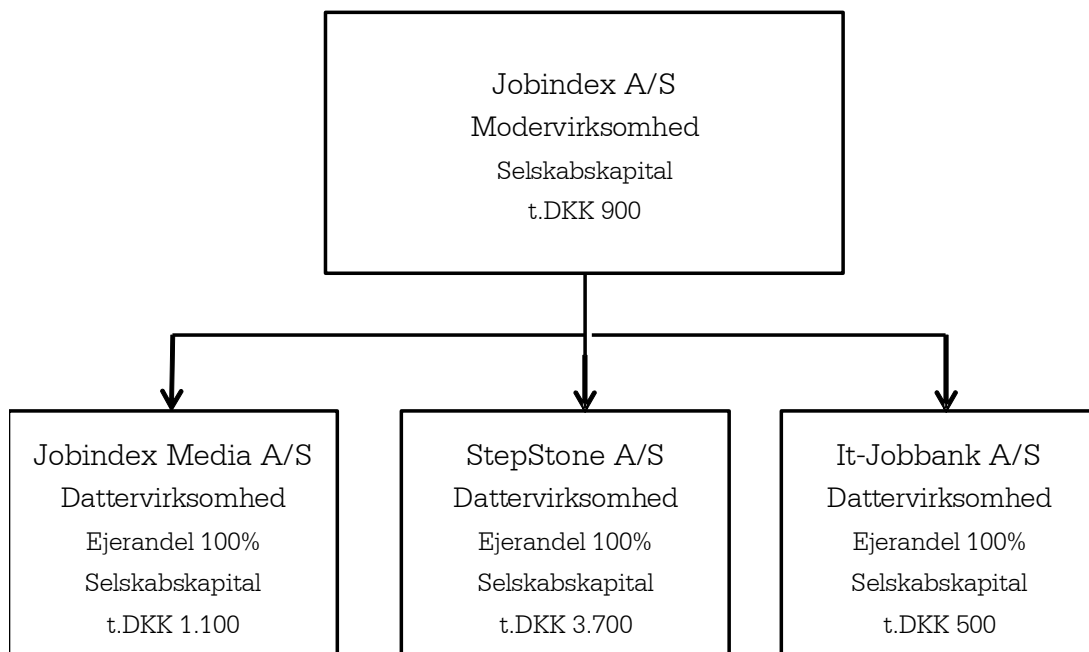 Jobindex A/S
Modervirksomhed
Selskabskapital
t.DKK 900
Jobindex Media A/S
Dattervirksomhed
Ejerandel 100%
Selskabskapital
t.DKK 1.100
StepStone A/S
Dattervirksomhed
Ejerandel 100%
Selskabskapital
t.DKK 3.700
It-Jobbank A/S
Dattervirksomhed
Ejerandel 100%
Selskabskapital
t.DKK 500